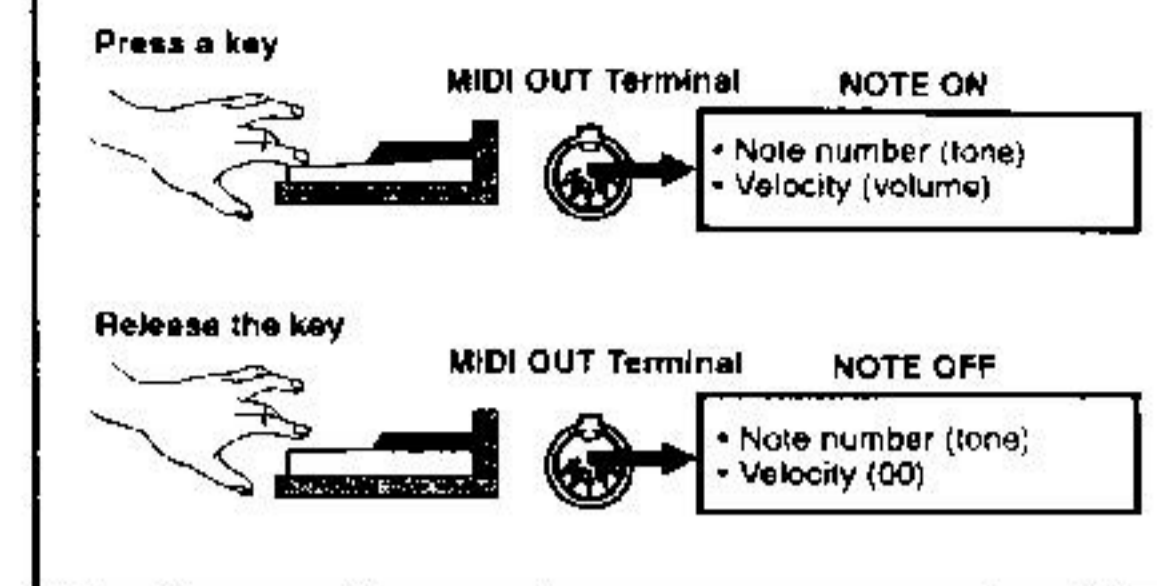 Press a key
MIDI OUT Terminal
NOTE ON
• Note number (tone)
• Velocity (volume)
Release the key
MIDI OUT Terminal
NOTE OFF
• Note number (tone)
• Velocity (00)